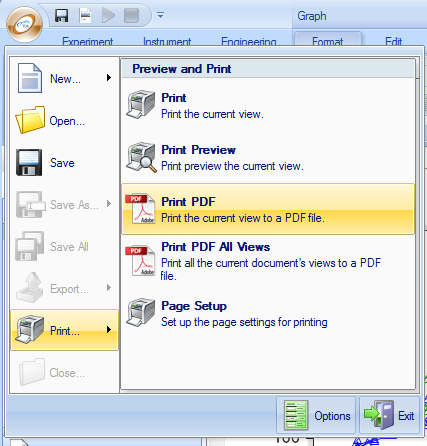 Graph
Experiment Instrument Engineering Format Edit
New...
Open...
Save
Save As...
Save All
Export...
Print...
Close...
Preview and Print
Print
Print the current view.
Print Preview
Print preview the current view.
PDF
Adobe
Print PDF
Print the current view to a PDF file.
PDF
Adobe
Print PDF All Views
Print all the current document's views to a PDF
file.
Page Setup
Set up the page settings for printing
Options Exit